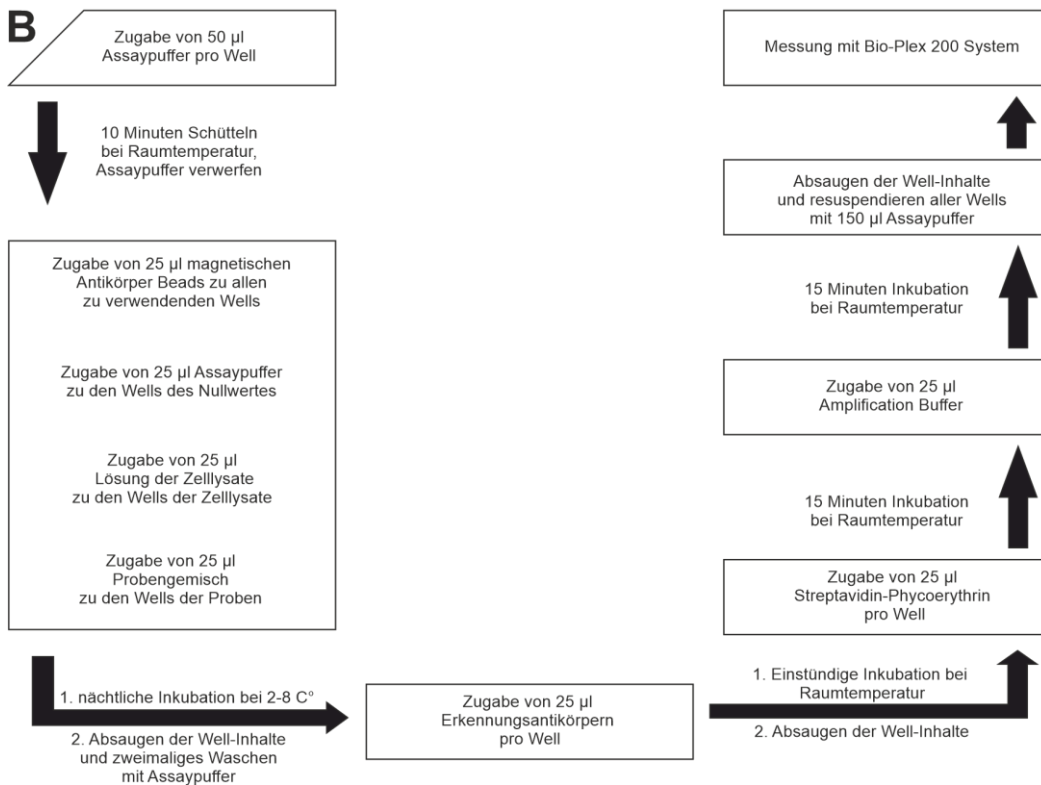 B
Zugabe von 50 µl
Assaypuffer pro Well
10 Minuten Schütteln
bei Raumtemperatur,
Assaypuffer verwerfen
Zugabe von 25 µl magnetischen
Antikörper Beads zu allen
zu verwendenden Wells
Zugabe von 25 µl Assaypuffer
zu den Wells des Nullwertes
Zugabe von 25 µl
Lösung der Zelllysate
zu den Wells der Zelllysate
Zugabe von 25 µl
Probengemisch
zu den Wells der Proben
1. nächtliche Inkubation bei 2-8 C°
2. Absaugen der Well-Inhalte
und zweimaliges Waschen
mit Assaypuffer
Zugabe von 25 µl
Erkennungsantikörpern
pro Well
1. Einstündige Inkubation bei
Raumtemperatur
2. Absaugen der Well-Inhalte
Zugabe von 25 µl
Streptavidin-Phycoerythrin
pro Well
15 Minuten Inkubation
bei Raumtemperatur
Zugabe von 25 µl
Amplification Buffer
15 Minuten Inkubation
bei Raumtemperatur
Absaugen der Well-Inhalte
und resuspendieren aller Wells
mit 150 µl Assaypuffer
Messung mit Bio-Plex 200 System